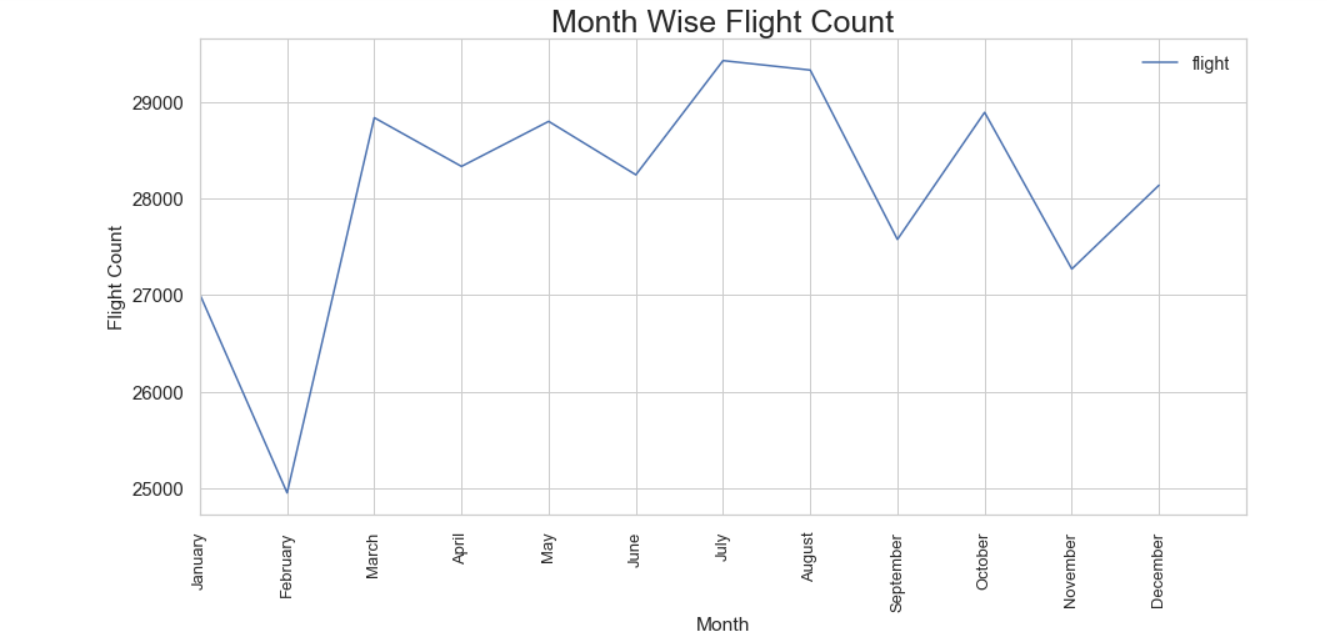 Month Wise Flight Count
flight
29000
28000
27000
26000
25000
Flight Count
January
February
March
April
May
June
July
August
September
October
November
December
Month